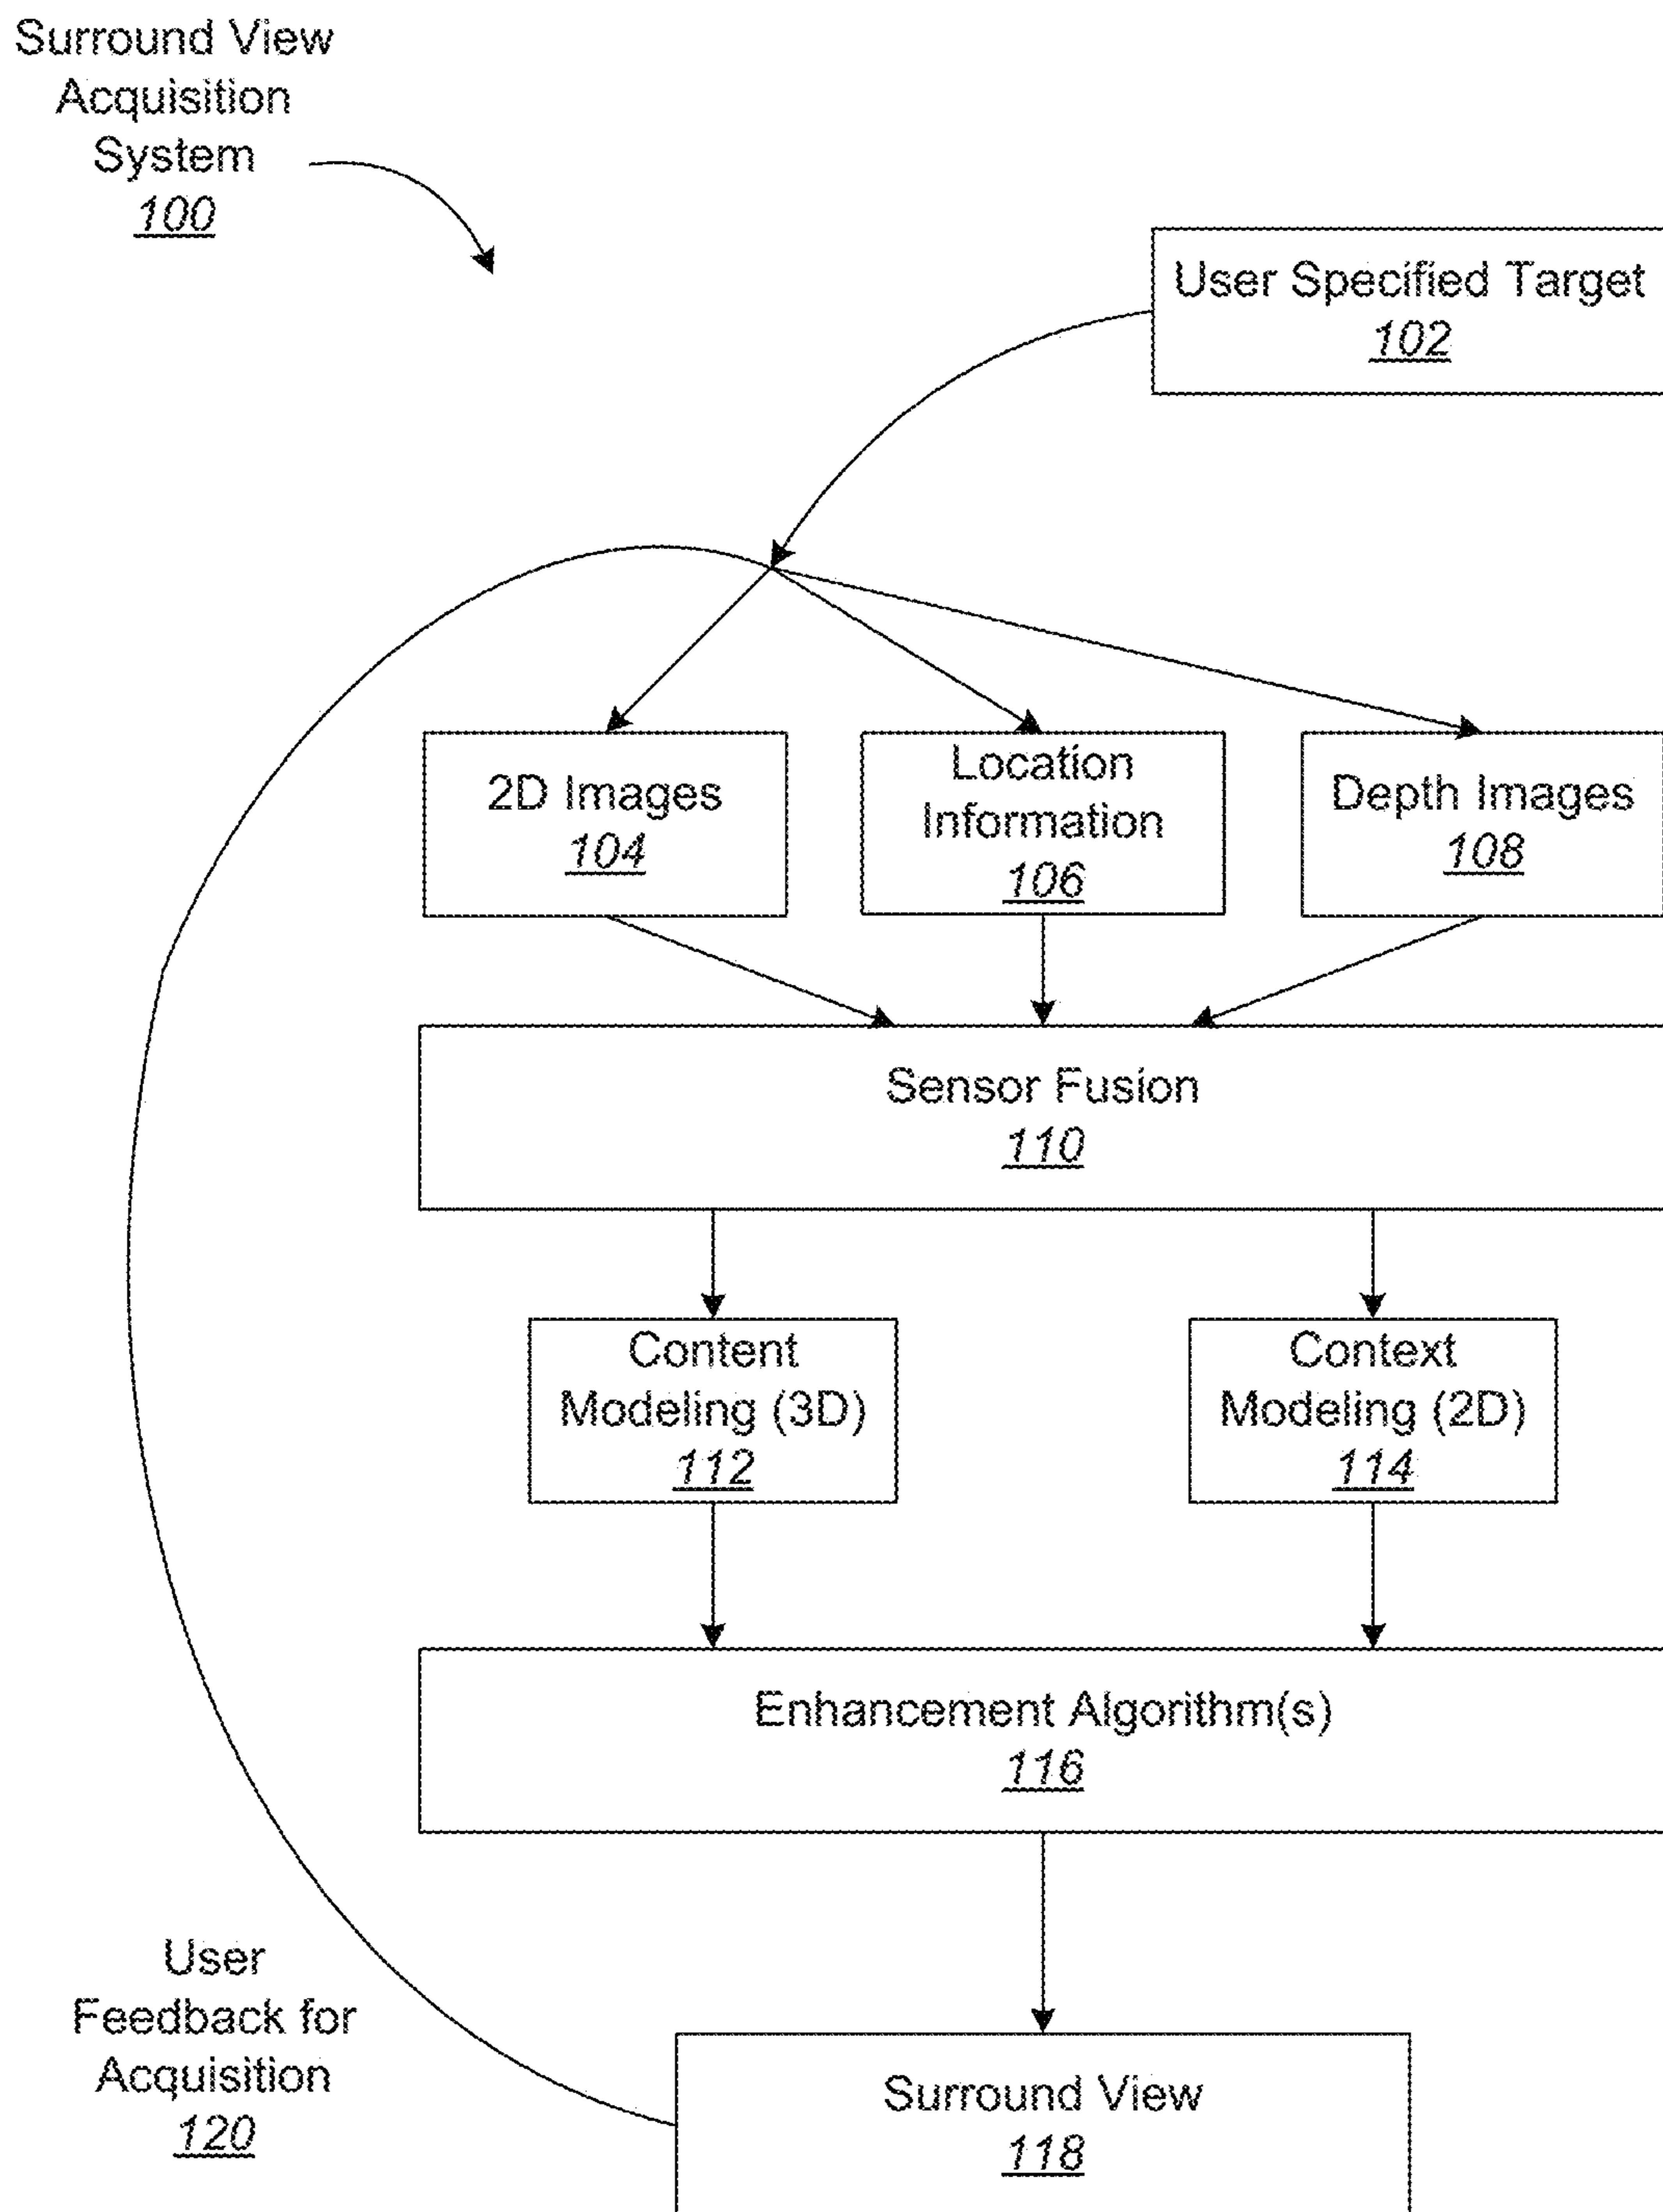 Surround View
Acquisition
System
100
User Specified Target
102
2D Images
104
Location
Information
106
Depth Images
108
Sensor Fusion
110
Content
Modeling (3D)
112
Context
Modeling (2D)
114
Enhancement Algorithm(s)
116
User
Feedback for
Acquisition
120
Surround View
118